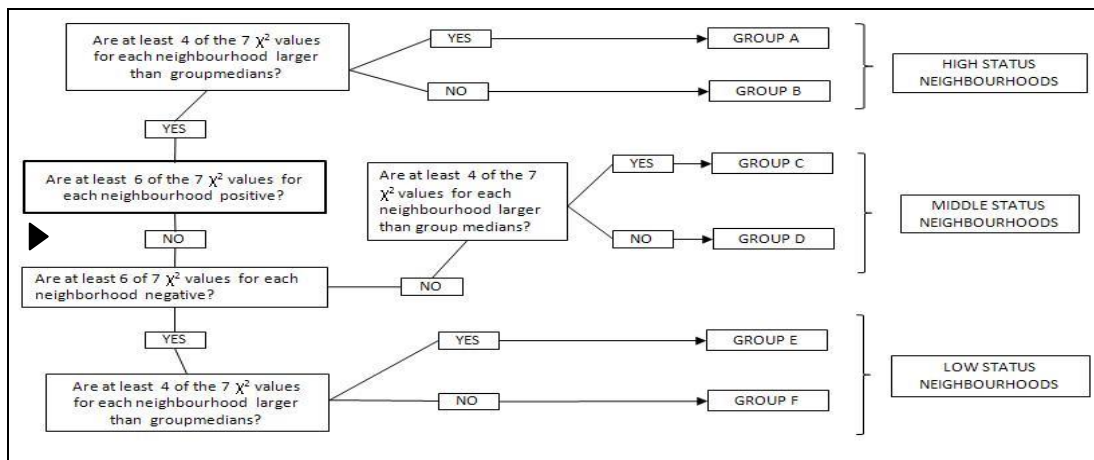 Are at least 4 of the 7 χ² values
for each neighbourhood larger
than groupmedians?
YES
NO
GROUP A
GROUP B
HIGH STATUS
NEIGHBOURHOODS
YES
Are at least 6 of the 7 χ² values for
each neighbourhood positive?
NO
Are at least 6 of 7 χ² values for each
neighborhood negative?
NO
Are at least 4 of the 7
χ² values for each
neighbourhood larger
than group medians?
YES
NO
GROUP C
GROUP D
MIDDLE STATUS
NEIGHBOURHOODS
YES
Are at least 4 of the 7 χ² values
for each neighbourhood larger
than groupmedians?
YES
NO
GROUP E
GROUP F
LOW STATUS
NEIGHBOURHOODS